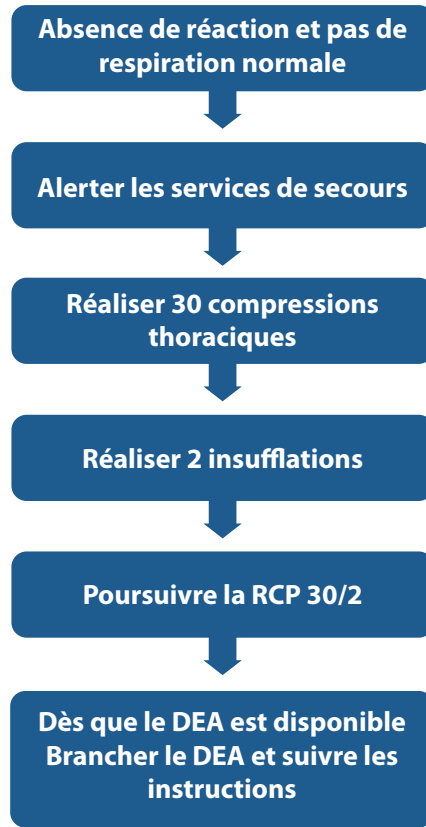 Absence de réaction et pas de
respiration normale
Alerter les services de secours
Réaliser 30 compressions
thoraciques
Réaliser 2 insufflations
Poursuivre la RCP 30/2
Dès que le DEA est disponible
Brancher le DEA et suivre les
instructions